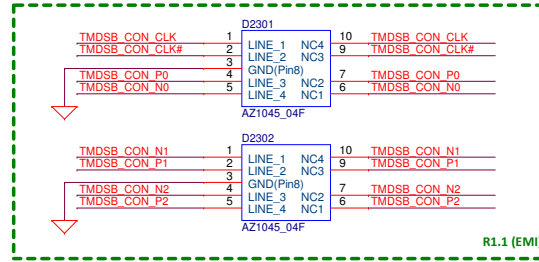 D2301
TMDSB_CON_CLK 1 LINE_1 NC4 10 TMDSB_CON_CLK
TMDSB_CON_CLK# 2 LINE_2 NC3 9 TMDSB_CON_CLK#
3 GND(Pin8)
TMDSB_CON_P0 4 LINE_3 NC2 7 TMDSB_CON_P0
TMDSB_CON_N0 5 LINE_4 NC1 6 TMDSB_CON_N0
AZ1045_04F
D2302
TMDSB_CON_N1 1 LINE_1 NC4 10 TMDSB_CON_N1
TMDSB_CON_P1 2 LINE_2 NC3 9 TMDSB_CON_P1
3 GND(Pin8)
TMDSB_CON_N2 4 LINE_3 NC2 7 TMDSB_CON_N2
TMDSB_CON_P2 5 LINE_4 NC1 6 TMDSB_CON_P2
AZ1045_04F
R1.1 (EMI